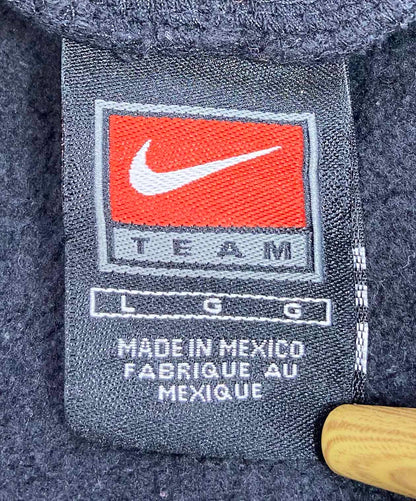 TEAM
L G G
MADE IN MEXICO
FABRIQUE AU
MEXIQUE